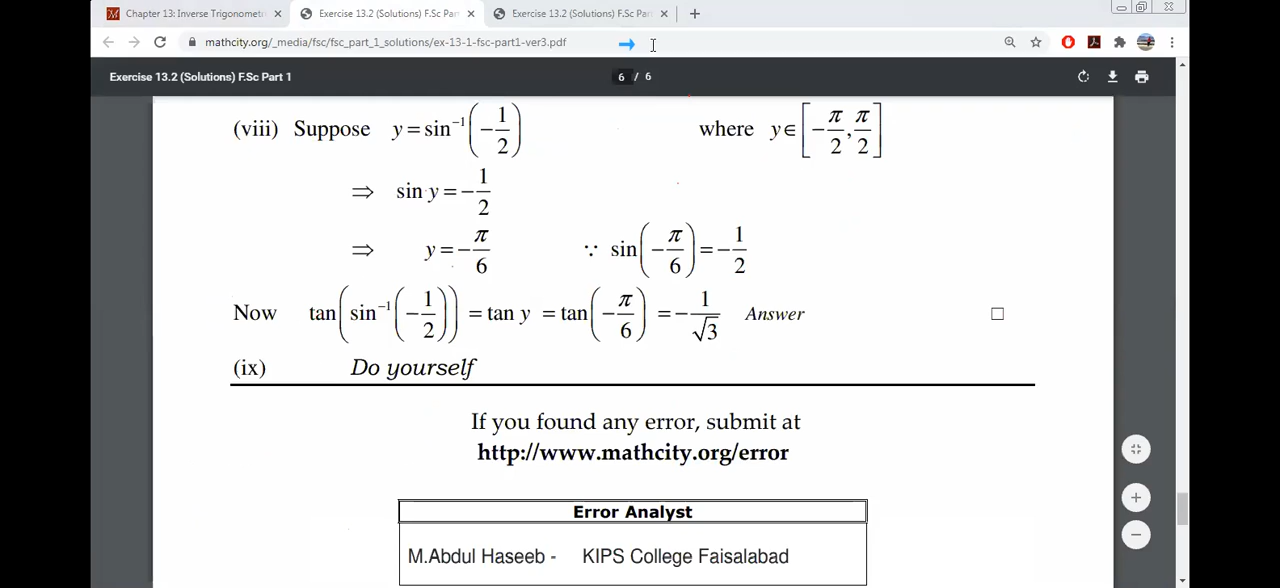 Chapter 13: Inverse Trigonomet
Exercise 13.2 (Solutions) F.Sc Par
Exercise 13.2 (Solutions) F.Sc Par
mathcity.org/_media/fsc/fsc_part_1_solutions/ex-13-1-fsc-part1-ver3.pdf
Exercise 13.2 (Solutions) F.Sc Part 1 6 / 6
(viii) Suppose y = sin⁻¹(−1/2) where y∈[−π/2, π/2]
⇒ sin y = −1/2
⇒ y = −π/6 ∵ sin(−π/6) = −1/2
Now tan(sin⁻¹(−1/2)) = tan y = tan(−π/6) = −1/√3 Answer □
(ix) Do yourself
If you found any error, submit at
http://www.mathcity.org/error
Error Analyst
M.Abdul Haseeb - KIPS College Faisalabad